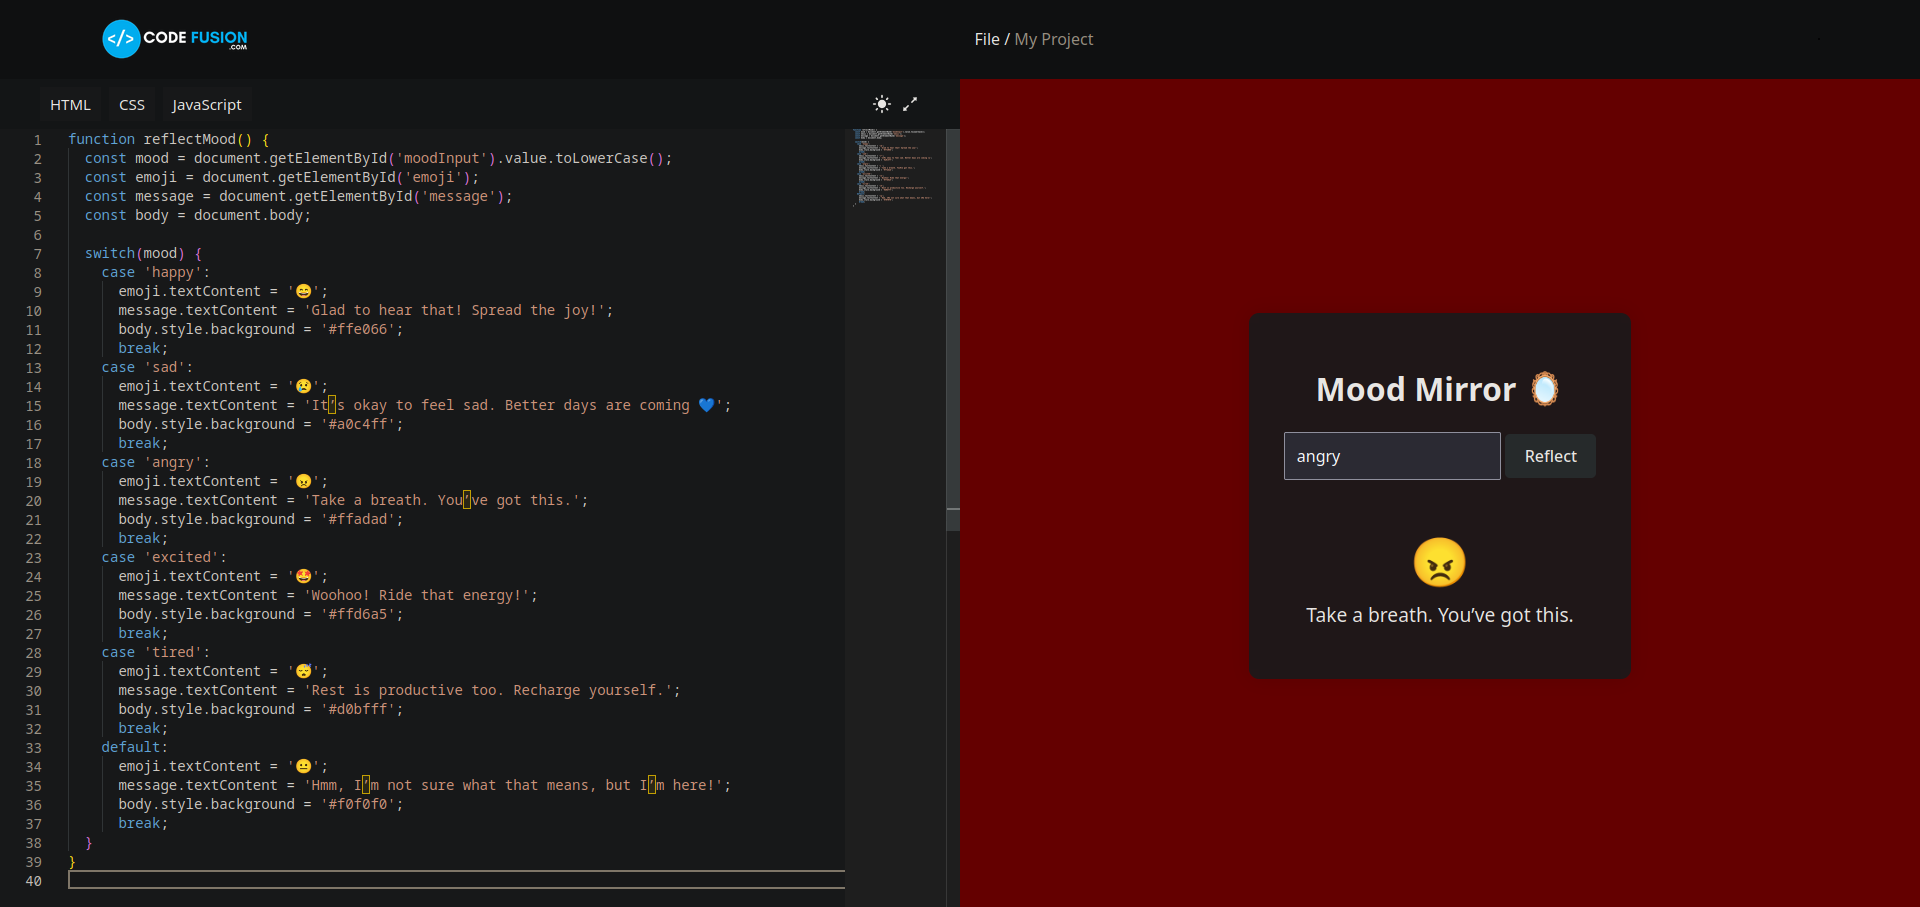 </> CODE FUSION
.COM
File / My Project
HTML CSS JavaScript
1 function reflectMood() {
2   const mood = document.getElementById('moodInput').value.toLowerCase();
3   const emoji = document.getElementById('emoji');
4   const message = document.getElementById('message');
5   const body = document.body;
6
7   switch(mood) {
8     case 'happy':
9       emoji.textContent = '😄';
10       message.textContent = 'Glad to hear that! Spread the joy!';
11       body.style.background = '#ffe066';
12       break;
13     case 'sad':
14       emoji.textContent = '😢';
15       message.textContent = 'It’s okay to feel sad. Better days are coming 💙';
16       body.style.background = '#a0c4ff';
17       break;
18     case 'angry':
19       emoji.textContent = '😠';
20       message.textContent = 'Take a breath. You’ve got this.';
21       body.style.background = '#ffadad';
22       break;
23     case 'excited':
24       emoji.textContent = '🤩';
25       message.textContent = 'Woohoo! Ride that energy!';
26       body.style.background = '#ffd6a5';
27       break;
28     case 'tired':
29       emoji.textContent = '😴';
30       message.textContent = 'Rest is productive too. Recharge yourself.';
31       body.style.background = '#d0bfff';
32       break;
33     default:
34       emoji.textContent = '😐';
35       message.textContent = 'Hmm, I’m not sure what that means, but I’m here!';
36       body.style.background = '#f0f0f0';
37       break;
38   }
39 }
40
Mood Mirror 🪞
angry Reflect
😠
Take a breath. You’ve got this.